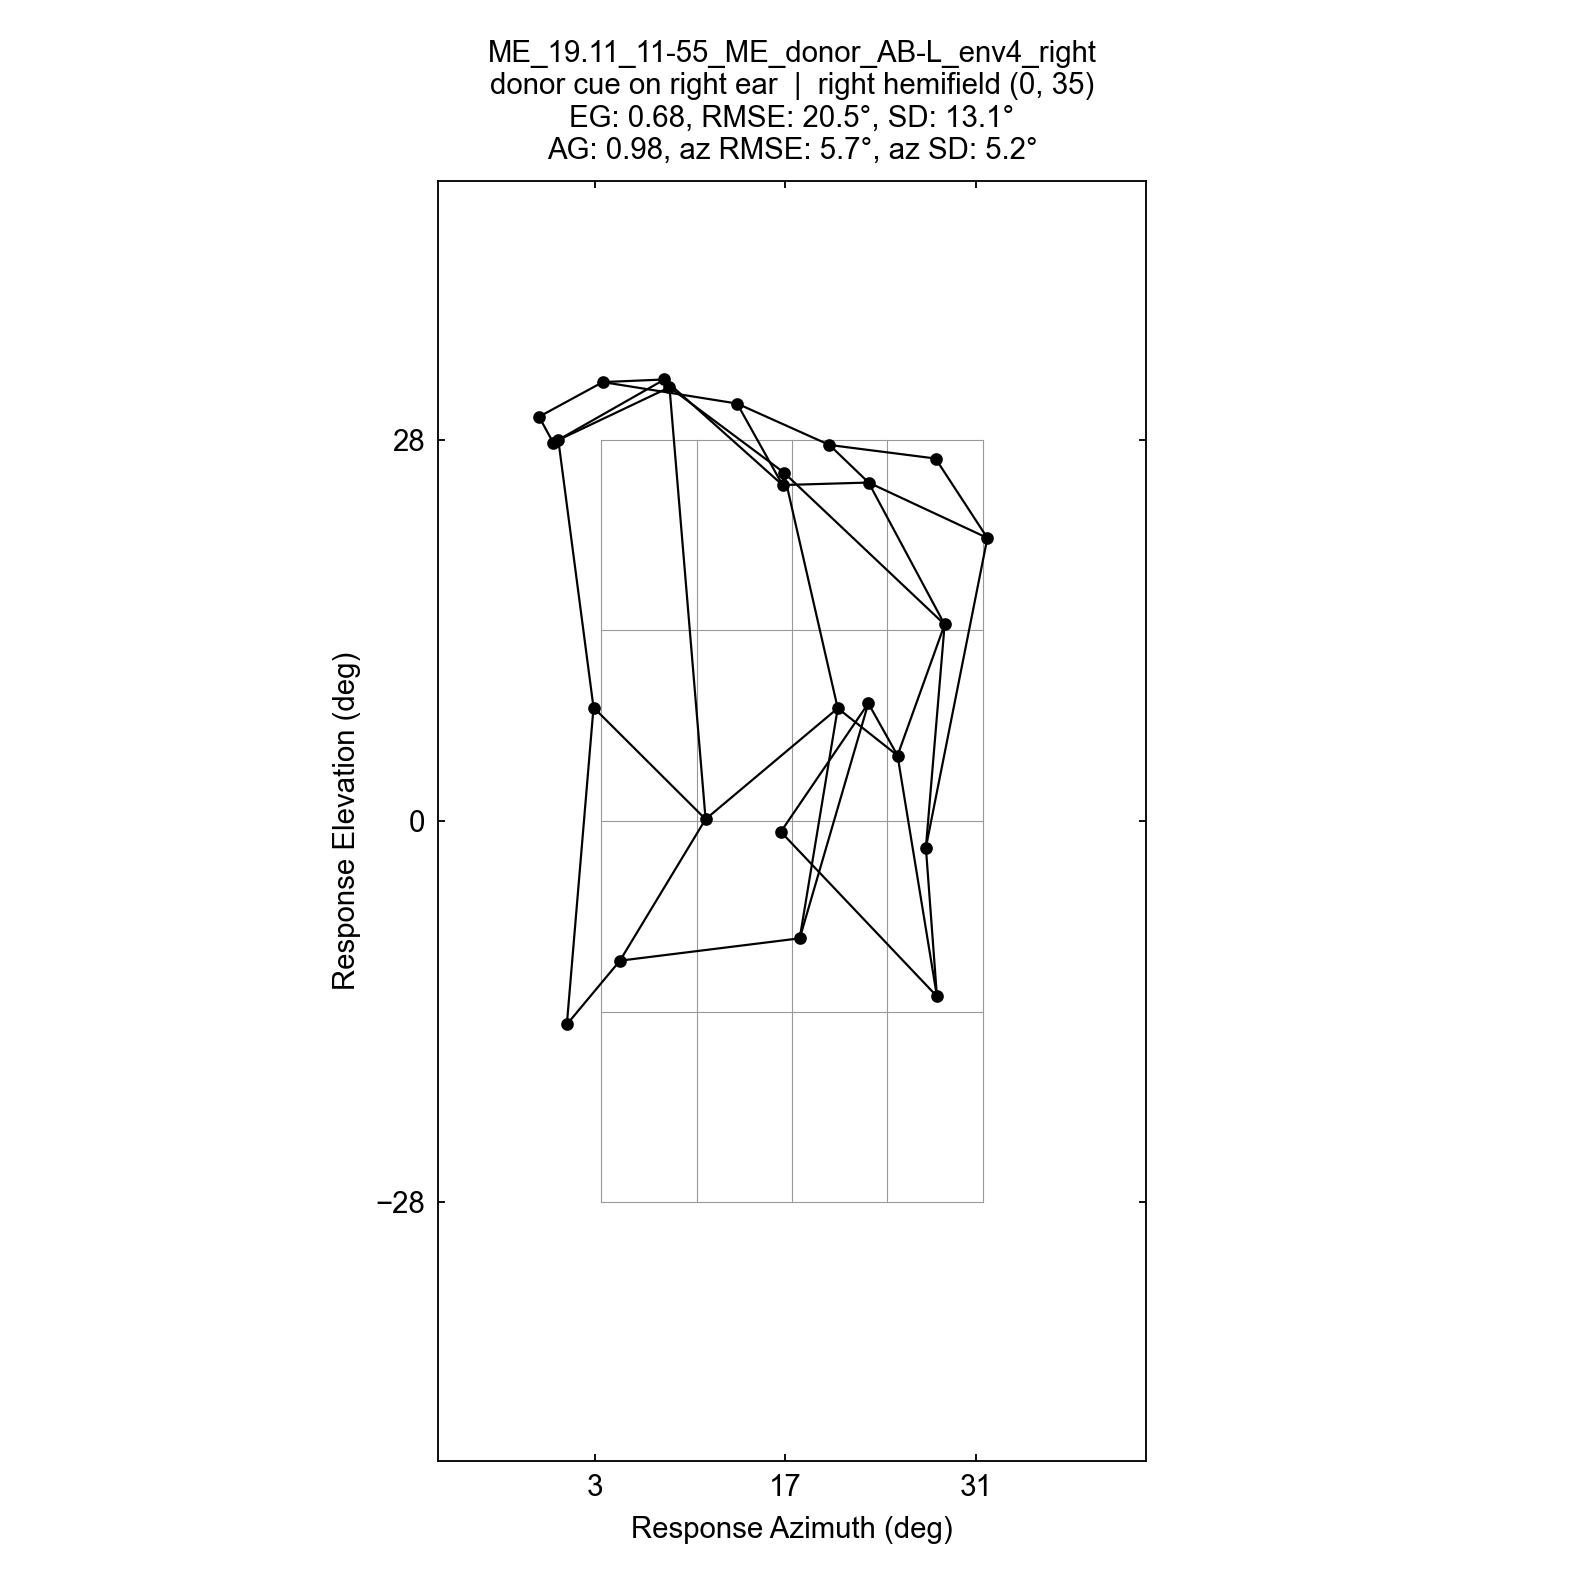 ME_19.11_11-55_ME_donor_AB-L_env4_right
donor cue on right ear | right hemifield (0, 35)
EG: 0.68, RMSE: 20.5°, SD: 13.1°
AG: 0.98, az RMSE: 5.7°, az SD: 5.2°
28
0
−28
Response Elevation (deg)
3 17 31
Response Azimuth (deg)